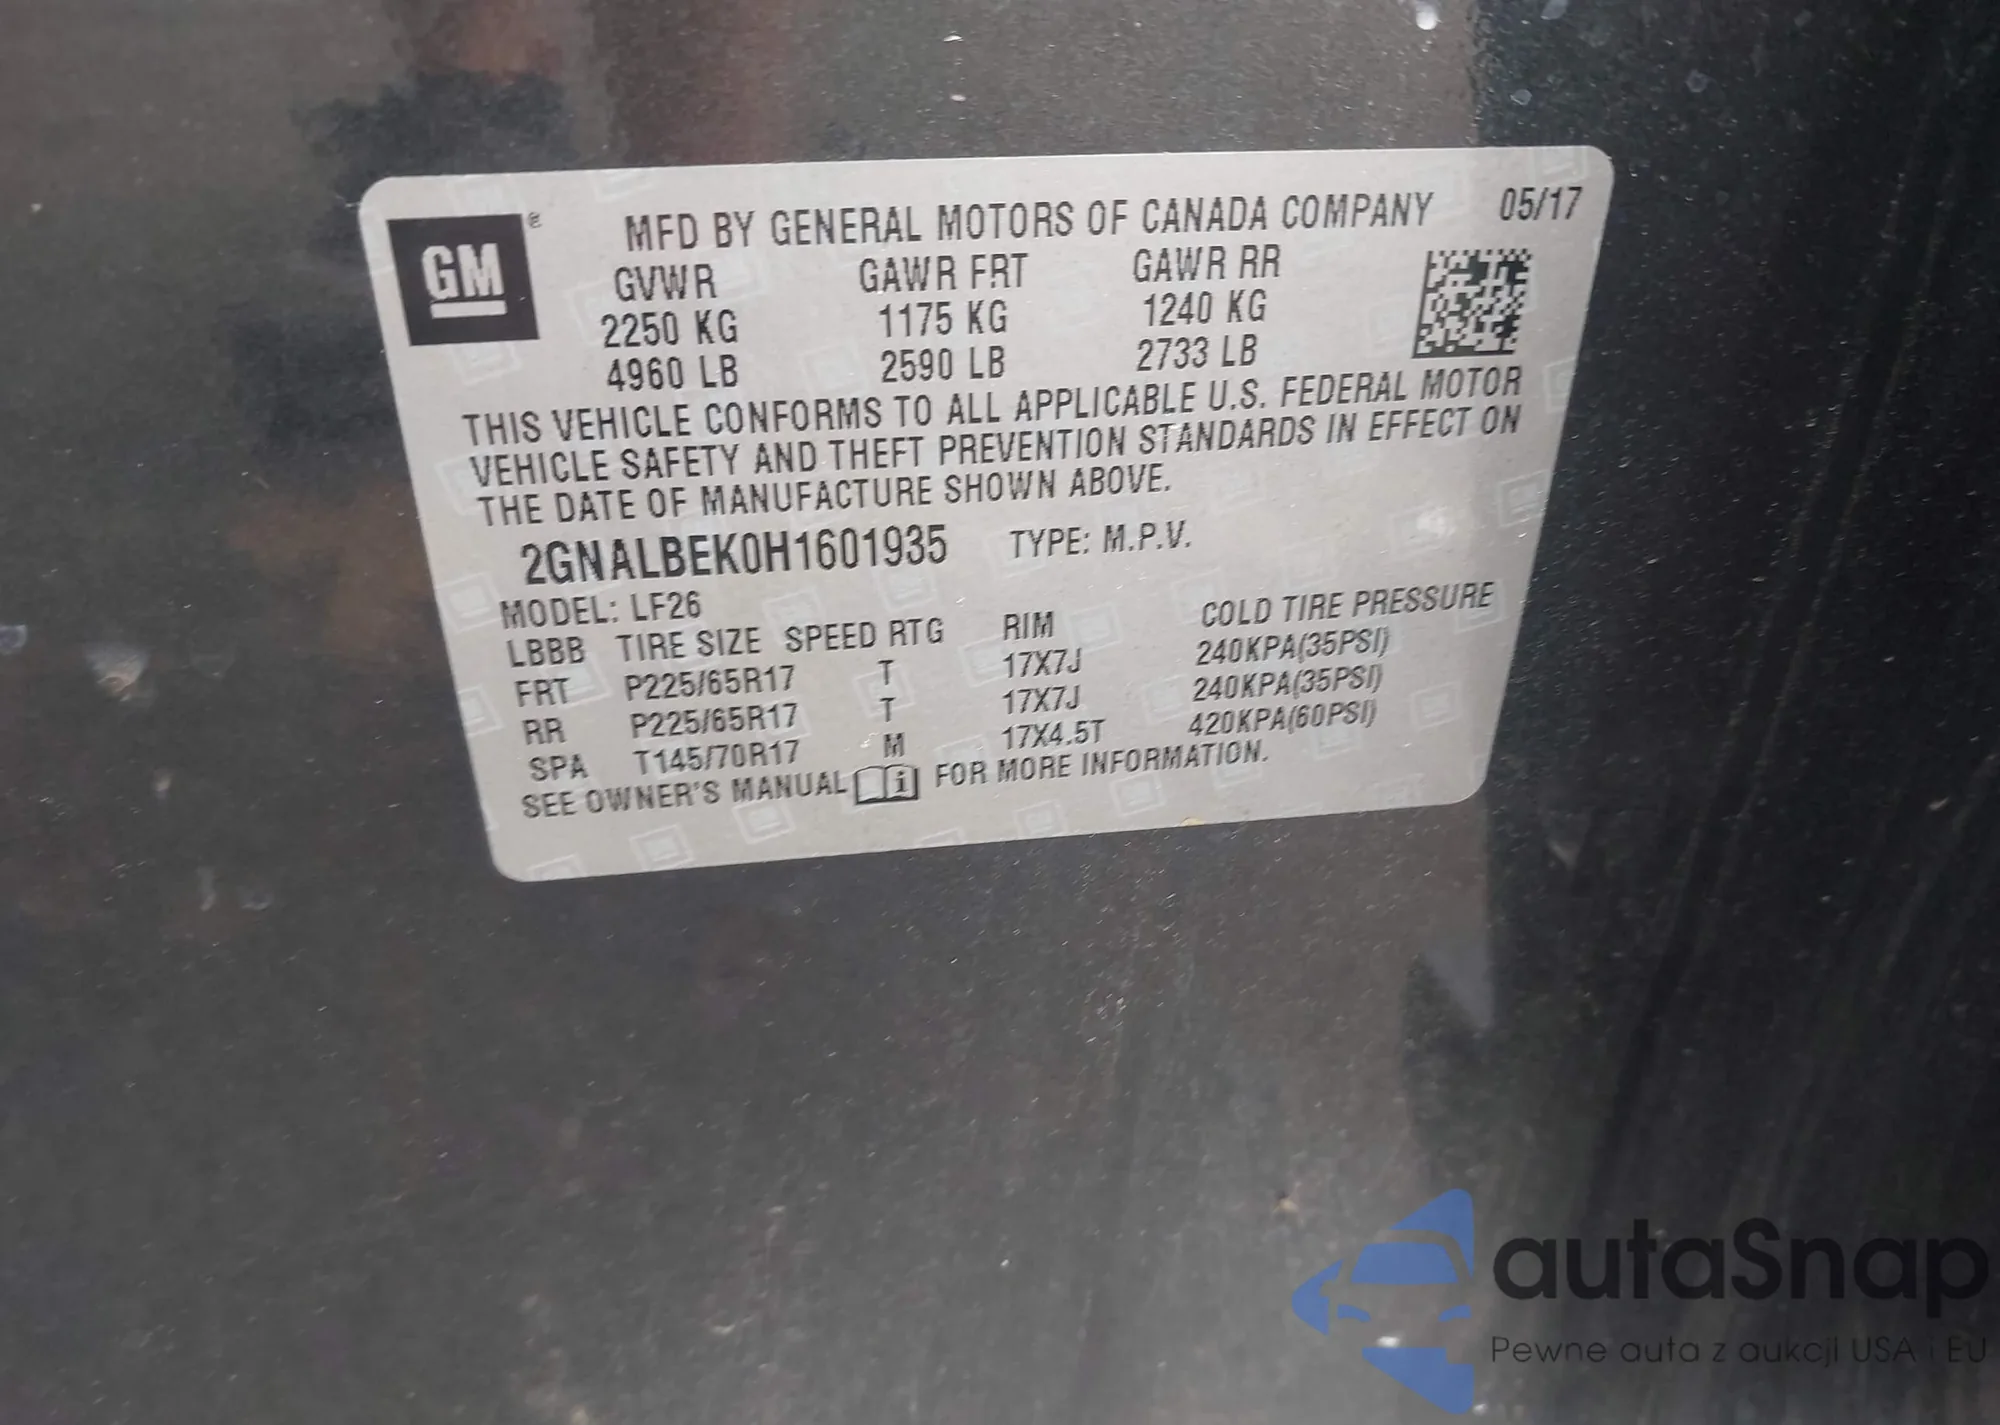 GM ®
MFD BY GENERAL MOTORS OF CANADA COMPANY 05/17
GVWR GAWR FRT GAWR RR
2250 KG 1175 KG 1240 KG
4960 LB 2590 LB 2733 LB
THIS VEHICLE CONFORMS TO ALL APPLICABLE U.S. FEDERAL MOTOR
VEHICLE SAFETY AND THEFT PREVENTION STANDARDS IN EFFECT ON
THE DATE OF MANUFACTURE SHOWN ABOVE.
2GNALBEK0H1601935 TYPE: M.P.V.
MODEL: LF26
LBBB TIRE SIZE SPEED RTG RIM COLD TIRE PRESSURE
FRT P225/65R17 T 17X7J 240KPA(35PSI)
RR P225/65R17 T 17X7J 240KPA(35PSI)
SPA T145/70R17 M 17X4.5T 420KPA(60PSI)
SEE OWNER'S MANUAL i FOR MORE INFORMATION.
autaSnap
Pewne auta z aukcji USA i EU